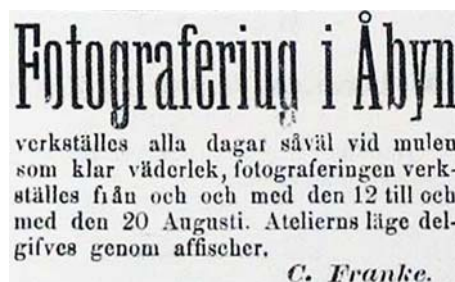 Fotografering i Åbyn
verkställes alla dagar såväl vid mulen
som klar väderlek, fotograferingen verk-
ställes från och och med den 12 till och
med den 20 Augusti. Atelierns läge del-
gifves genom affischer.
C. Franke.